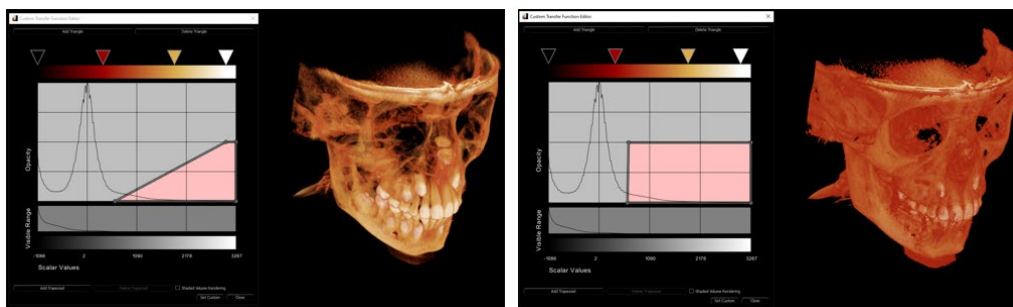 Custom Transfer Function Editor
Add Triangle Delete Triangle
Opacity
Visible Range
-1086 2 1090 2178 3267
Scalar Values
Add Trapezoid Delete Trapezoid Shaded Volume Rendering
Set Custom Close
Custom Transfer Function Editor
Add Triangle Delete Triangle
Opacity
Visible Range
2 1090 2178 3267
Scalar Values
Add Trapezoid Delete Trapezoid Shaded Volume Rendering
Set Custom Close